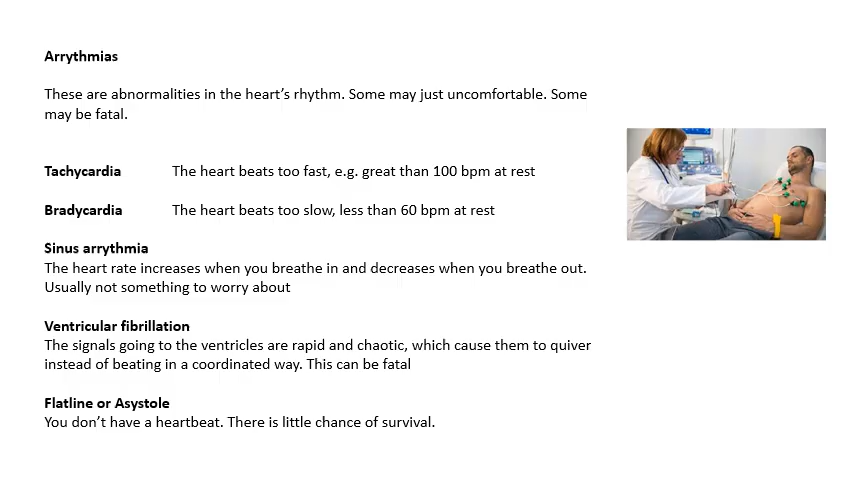 Arrythmias
These are abnormalities in the heart's rhythm. Some may just uncomfortable. Some
may be fatal.
Tachycardia The heart beats too fast, e.g. great than 100 bpm at rest
Bradycardia The heart beats too slow, less than 60 bpm at rest
Sinus arrythmia
The heart rate increases when you breathe in and decreases when you breathe out.
Usually not something to worry about
Ventricular fibrillation
The signals going to the ventricles are rapid and chaotic, which cause them to quiver
instead of beating in a coordinated way. This can be fatal
Flatline or Asystole
You don't have a heartbeat. There is little chance of survival.